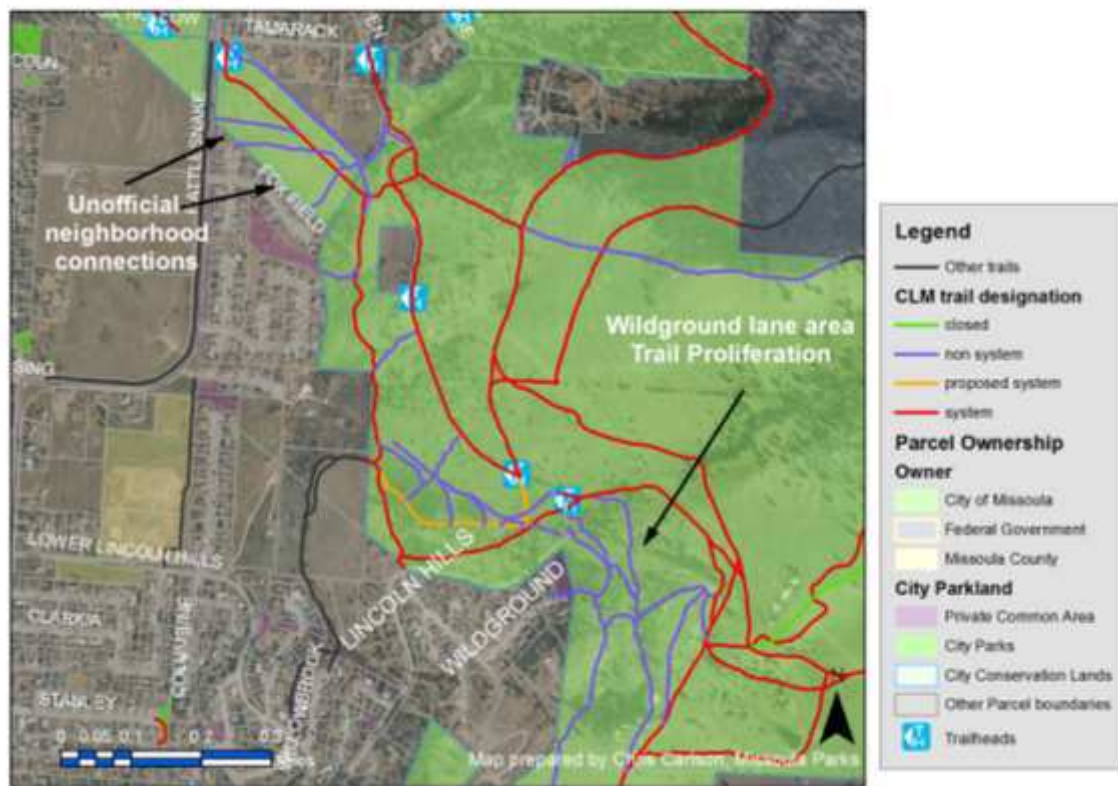 TAMARACK
Unofficial
neighborhood
connections
Wildground lane area
Trail Proliferation
LOWER LINCOLN HILLS
LINCOLN HILLS
WILDGROUND
COLUMBINE
STANLEY
0 0.05 0.1 0.2 0.3
Miles
N
Map prepared by Chris Carlson, Missoula Parks
Legend
Other trails
CLM trail designation
closed
non system
proposed system
system
Parcel Ownership
Owner
City of Missoula
Federal Government
Missoula County
City Parkland
Private Common Area
City Parks
City Conservation Lands
Other Parcel boundaries
Trailheads